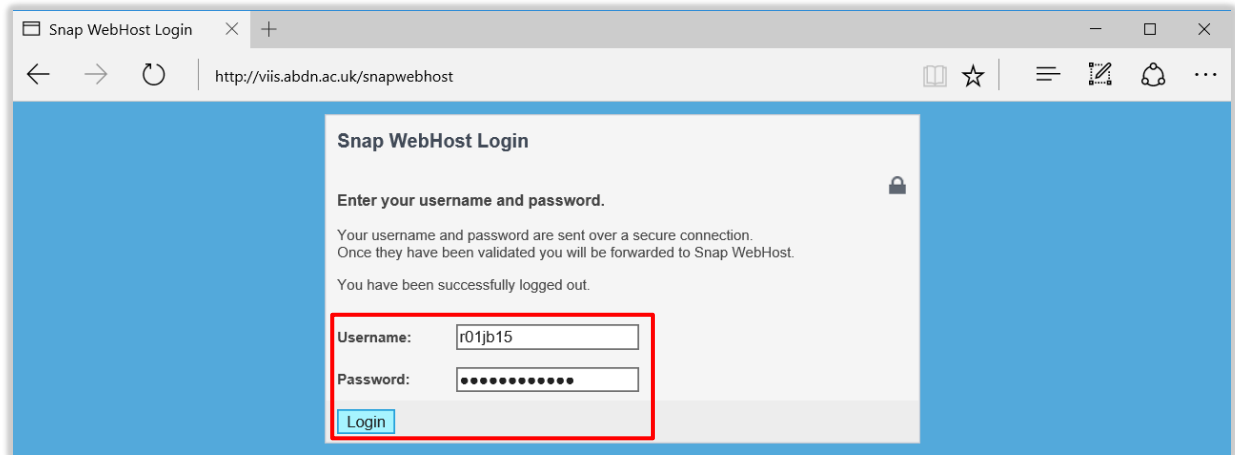 Snap WebHost Login
http://viis.abdn.ac.uk/snapwebhost
Snap WebHost Login
Enter your username and password.
Your username and password are sent over a secure connection.
Once they have been validated you will be forwarded to Snap WebHost.
You have been successfully logged out.
Username: r01jb15
Password: ●●●●●●●●●●●●
Login